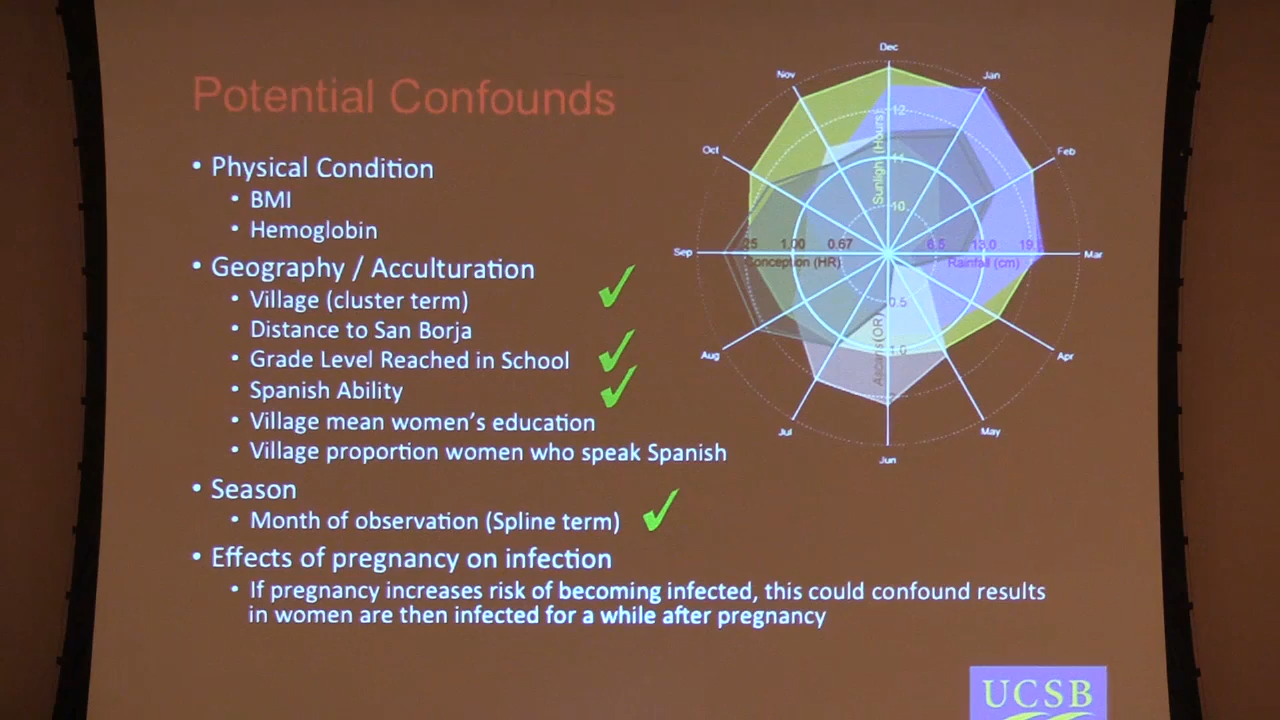 Potential Confounds
• Physical Condition
• BMI
• Hemoglobin
• Geography / Acculturation
• Village (cluster term)
• Distance to San Borja
• Grade Level Reached in School
• Spanish Ability
• Village mean women's education
• Village proportion women who speak Spanish
• Season
• Month of observation (Spline term)
• Effects of pregnancy on infection
• If pregnancy increases risk of becoming infected, this could confound results
in women are then infected for a while after pregnancy
Dec
Jan
Feb
Mar
Apr
May
Jun
Jul
Aug
Sep
Oct
Nov
Sunlight (Hours)
12
11
10
25 1.00 0.67
Conception (HR)
6.5 13.0 19.
Rainfall (cm)
0.5
1.0
Ascaris (OR)
UCSB